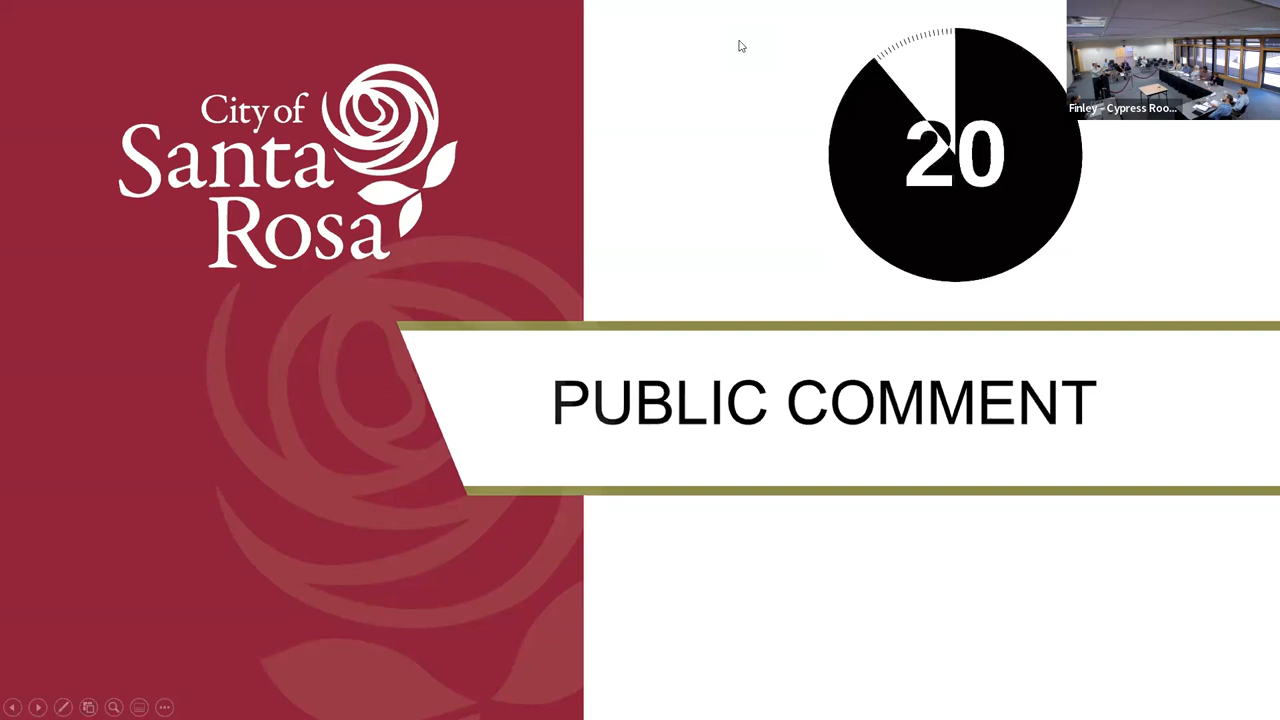 City of
Santa
Rosa
20
Finley - Cypress Roo...
PUBLIC COMMENT